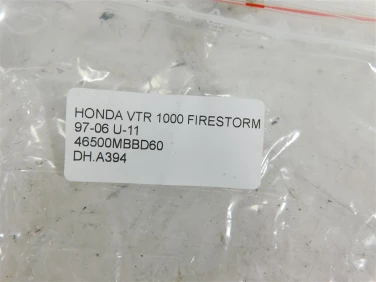 HONDA VTR 1000 FIRESTORM
97-06 U-11
46500MBBD60
DH.A394